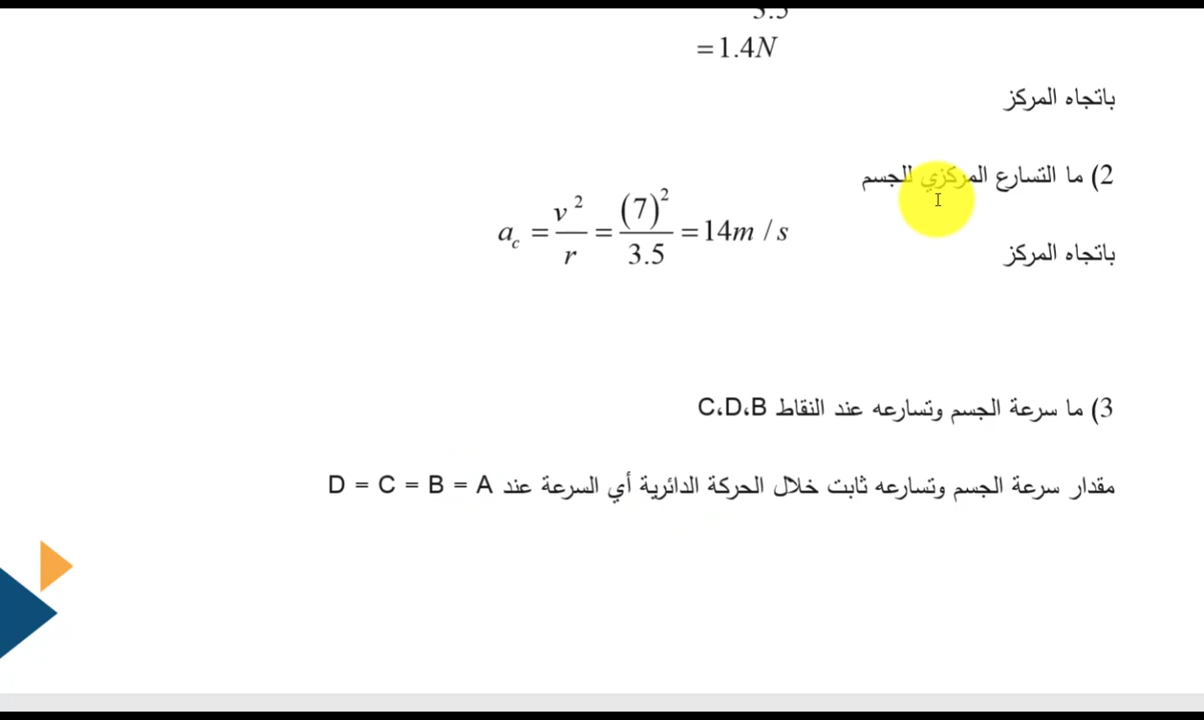 = 1.4N
باتجاه المركز
2) ما التسارع المركزي للجسم
a_c = v^2 / r = (7)^2 / 3.5 = 14m / s
باتجاه المركز
3) ما سرعة الجسم وتسارعه عند النقاط C،D،B
مقدار سرعة الجسم وتسارعه ثابت خلال الحركة الدائرية أي السرعة عند D = C = B = A